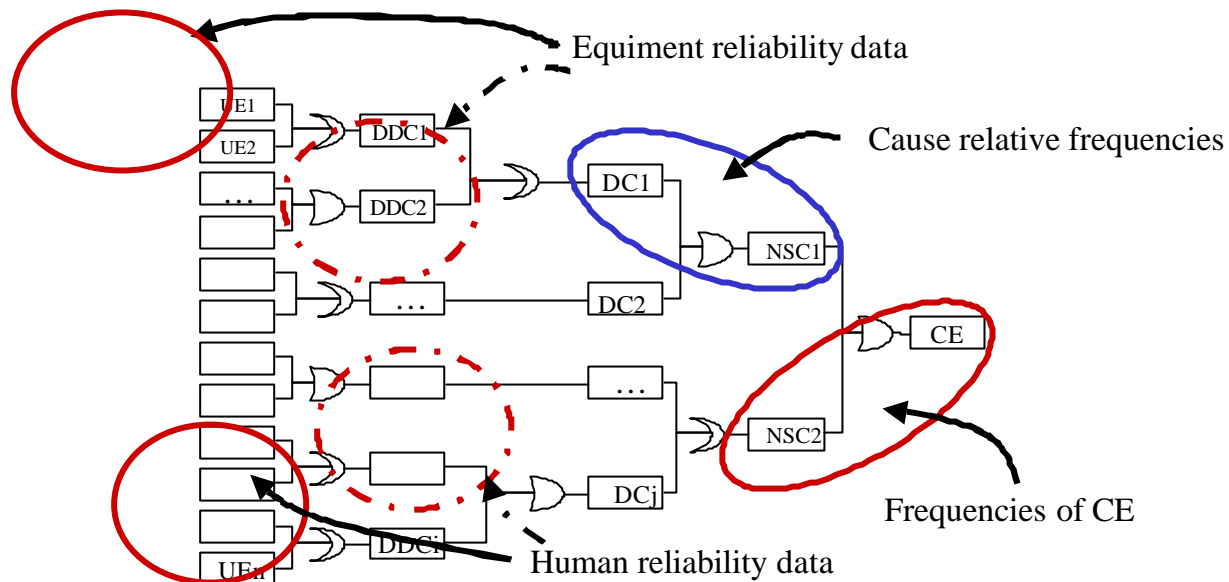 Equiment reliability data
UE1
DDC1
UE2
Cause relative frequencies
...
DDC2
DC1
NSC1
...
DC2
CE
...
NSC2
DCj
Frequencies of CE
DDCi
Human reliability data
UEn